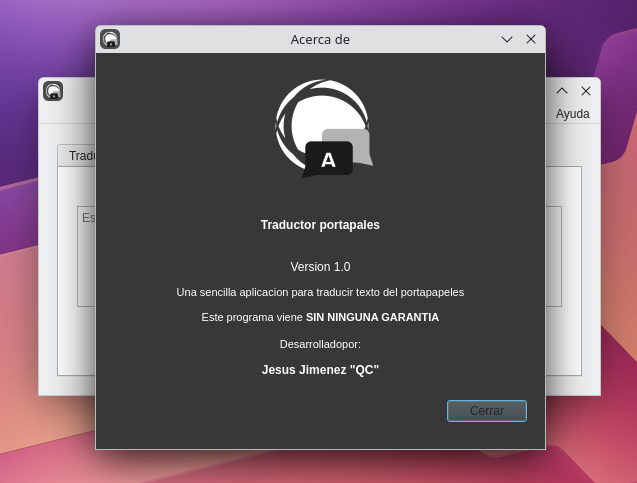 Acerca de
Ayuda
Tradu
Es
A
Traductor portapales
Version 1.0
Una sencilla aplicacion para traducir texto del portapapeles
Este programa viene SIN NINGUNA GARANTIA
Desarrolladopor:
Jesus Jimenez "QC"
Cerrar